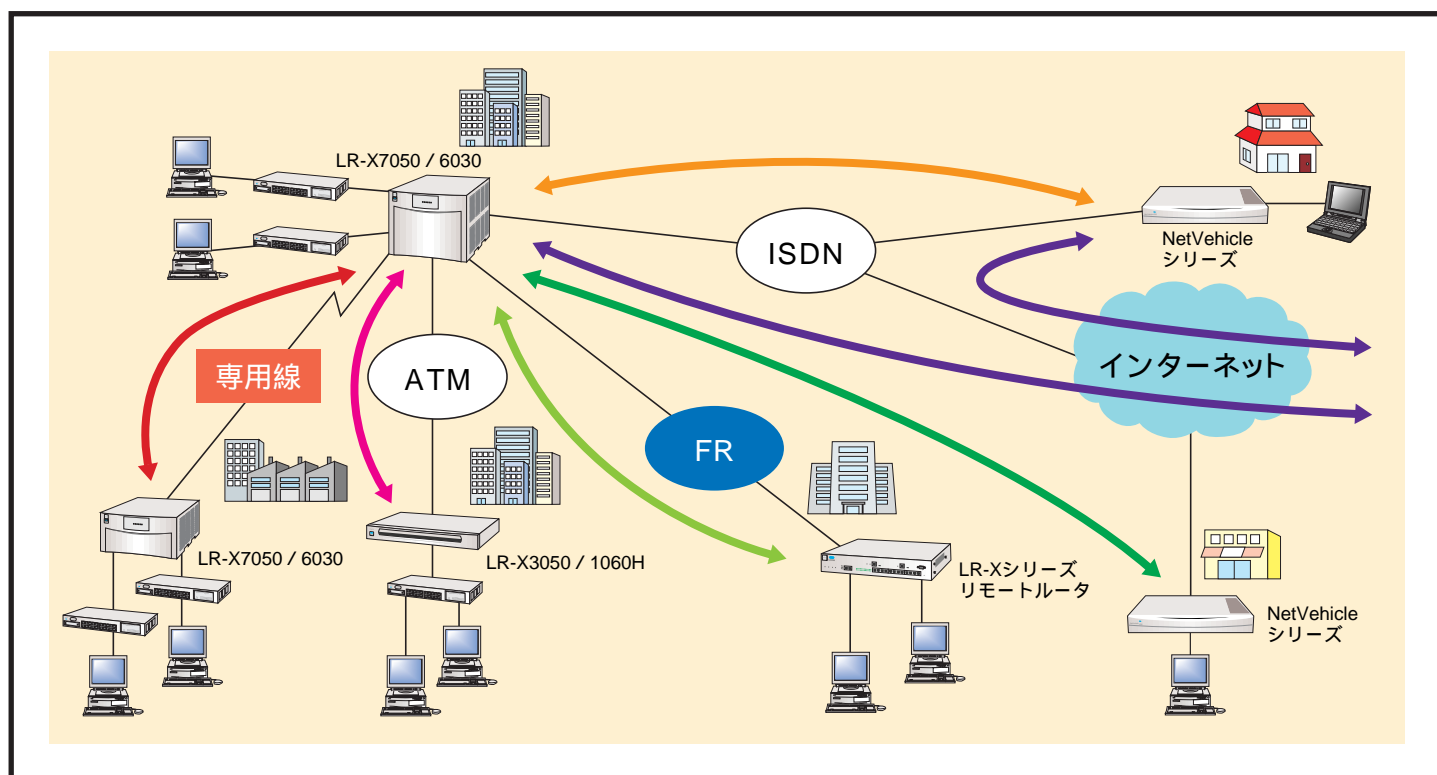 LR-X7050 / 6030
ISDN
NetVehicle
シリーズ
インターネット
専用線
ATM
FR
LR-X7050 / 6030
LR-X3050 / 1060H
LR-Xシリーズ
リモートルータ
NetVehicle
シリーズ